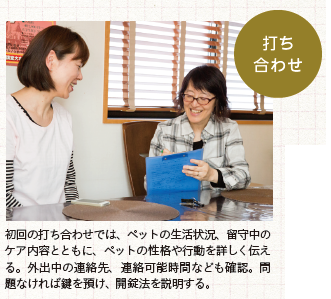 打ち
合わせ
初回の打ち合わせでは、ペットの生活状況、留守中の
ケア内容とともに、ペットの性格や行動を詳しく伝え
る。外出中の連絡先、連絡可能時間なども確認。問
題なければ鍵を預け、開錠法を説明する。